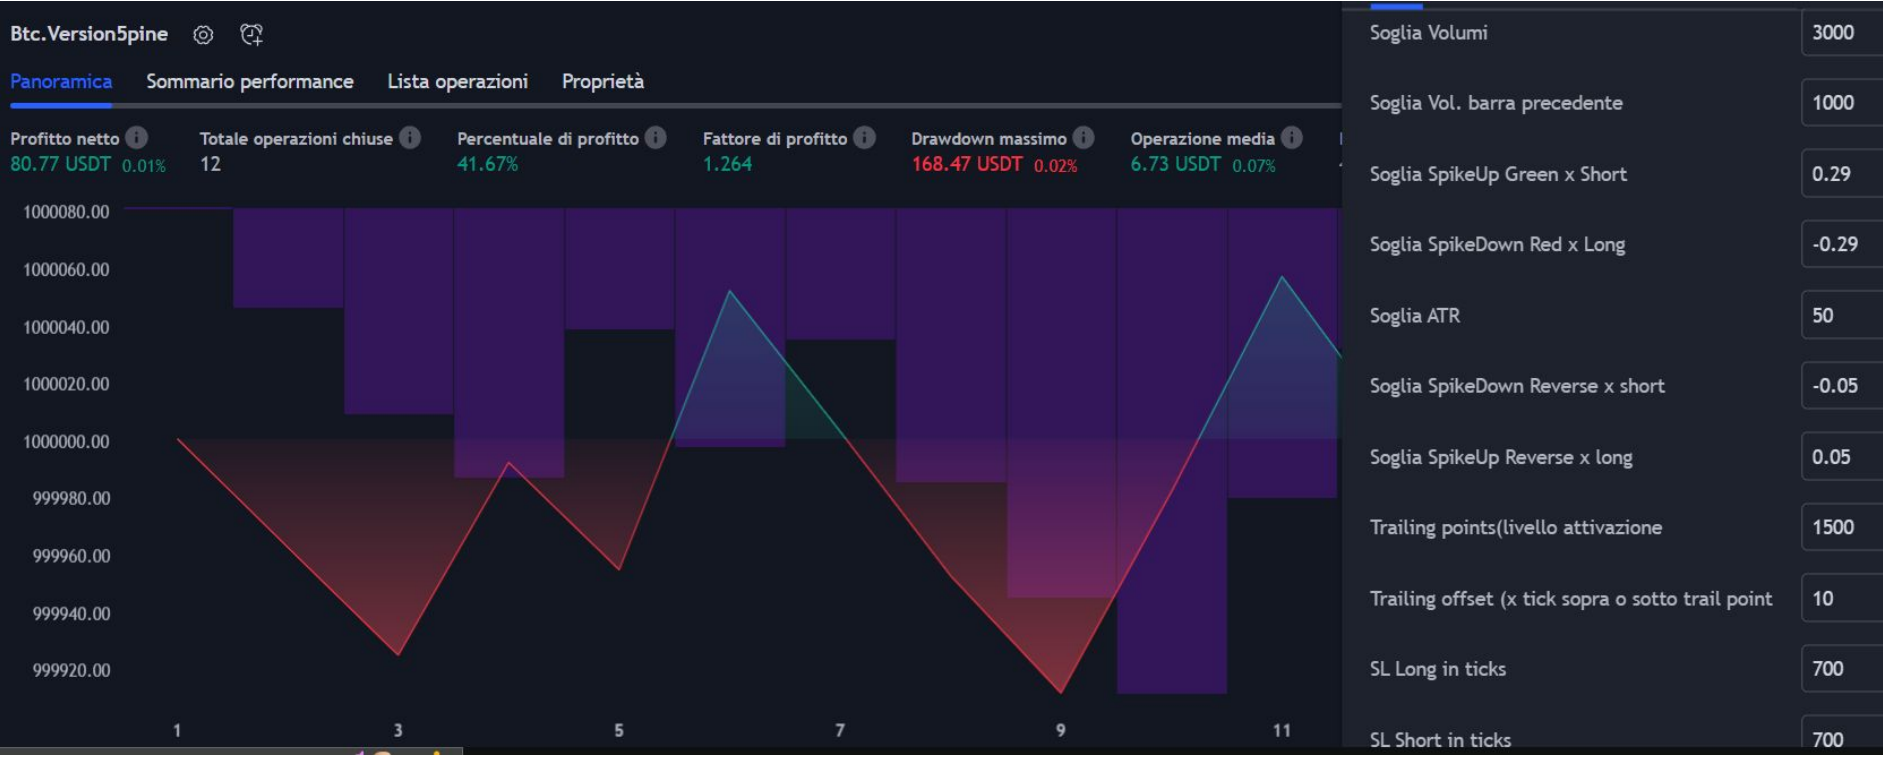 Btc.Version5pine
Panoramica Sommario performance Lista operazioni Proprietà
Profitto netto Totale operazioni chiuse Percentuale di profitto Fattore di profitto Drawdown massimo Operazione media
80.77 USDT 0.01% 12 41.67% 1.264 168.47 USDT 0.02% 6.73 USDT 0.07%
1000080.00
1000060.00
1000040.00
1000020.00
1000000.00
999980.00
999960.00
999940.00
999920.00
1 3 5 7 9 11
Soglia Volumi 3000
Soglia Vol. barra precedente 1000
Soglia SpikeUp Green x Short 0.29
Soglia SpikeDown Red x Long -0.29
Soglia ATR 50
Soglia SpikeDown Reverse x short -0.05
Soglia SpikeUp Reverse x long 0.05
Trailing points(livello attivazione 1500
Trailing offset (x tick sopra o sotto trail point 10
SL Long in ticks 700
SL Short in ticks 700